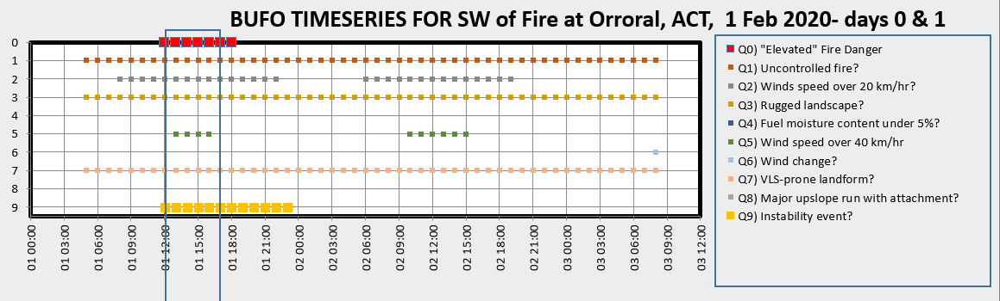 BUFO TIMESERIES FOR SW of Fire at Orroral, ACT,  1 Feb 2020- days 0 & 1
0
1
2
3
4
5
6
7
8
9
01 00:00
01 03:00
01 06:00
01 09:00
01 12:00
01 15:00
01 18:00
01 21:00
02 00:00
02 03:00
02 06:00
02 09:00
02 12:00
02 15:00
02 18:00
02 21:00
03 00:00
03 03:00
03 06:00
03 09:00
03 12:00
Q0) "Elevated" Fire Danger
Q1) Uncontrolled fire?
Q2) Winds speed over 20 km/hr?
Q3) Rugged landscape?
Q4) Fuel moisture content under 5%?
Q5) Wind speed over 40 km/hr
Q6) Wind change?
Q7) VLS-prone landform?
Q8) Major upslope run with attachment?
Q9) Instability event?